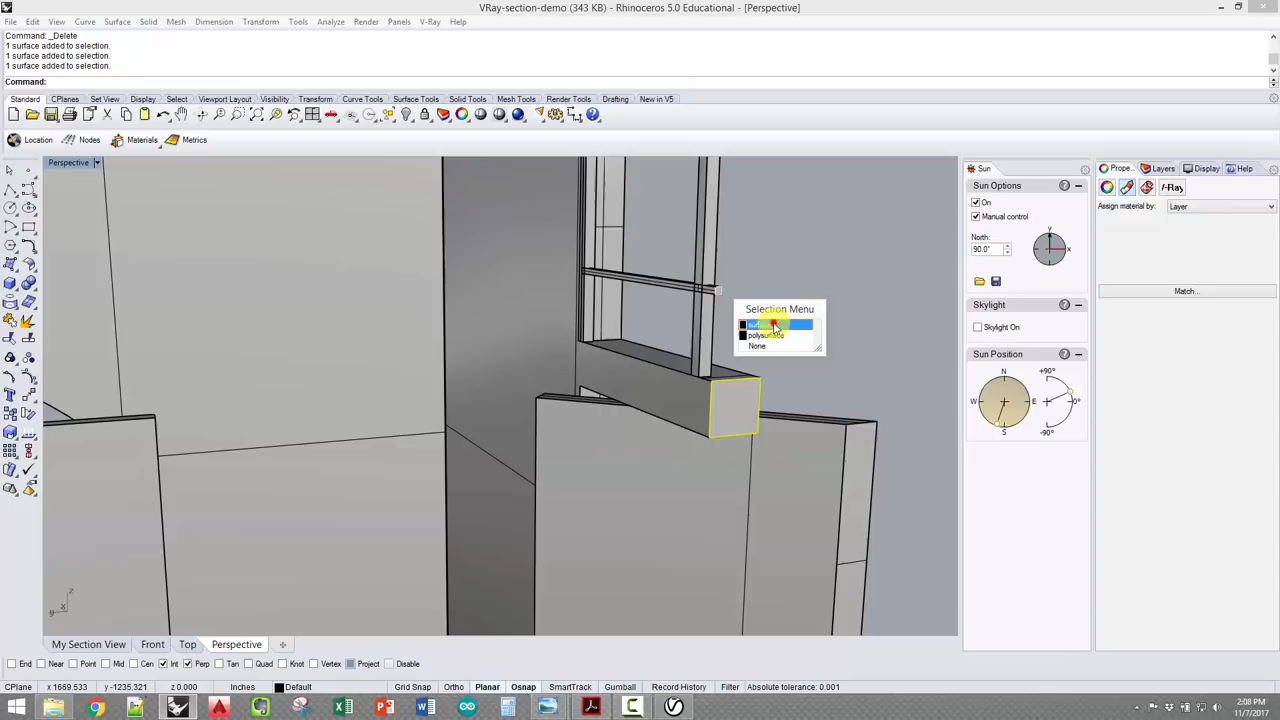 VRay-section-demo (343 KB) - Rhinoceros 5.0 Educational - [Perspective]
File Edit View Curve Surface Solid Mesh Dimension Transform Tools Analyze Render Panels V-Ray Help
Command: _Delete
1 surface added to selection.
1 surface added to selection.
1 surface added to selection.
Command:
Standard CPlanes Set View Display Select Viewport Layout Visibility Transform Curve Tools Surface Tools Solid Tools Mesh Tools Render Tools Drafting New in V5
Location Nodes Materials Metrics
Perspective
Sun
Sun Options
On
Manual control
North:
90.0°
y
x
Skylight
Skylight On
Sun Position
N
W E
S
+90°
0°
-90°
Prope... Layers Display Help
V-Ray
Assign material by: Layer
Match...
Selection Menu
polysurface
None
z
y x
My Section View Front Top Perspective
End Near Point Mid Cen Int Perp Tan Quad Knot Vertex Project Disable
CPlane x 1669.533 y -1235.321 z 0.000 Inches Default Grid Snap Ortho Planar Osnap SmartTrack Gumball Record History Filter Absolute tolerance: 0.001
2:08 PM
11/7/2017